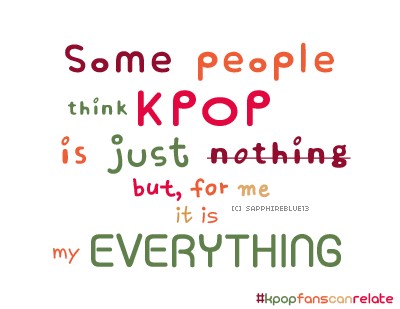 Some people
think KPOP
is just nothing
but, for me
it is
[C] SAPPHIREBLUE13
my EVERYTHING
#kpopfanscanrelate